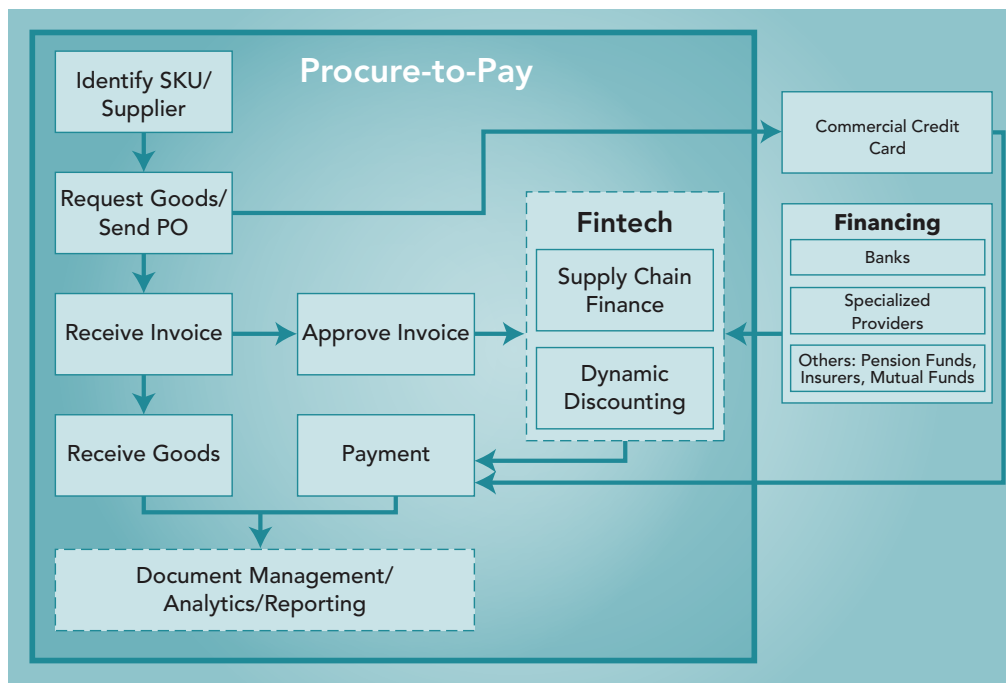 Procure-to-Pay
Identify SKU/
Supplier
Request Goods/
Send PO
Receive Invoice
Approve Invoice
Receive Goods
Payment
Document Management/
Analytics/Reporting
Fintech
Supply Chain
Finance
Dynamic
Discounting
Commercial Credit
Card
Financing
Banks
Specialized
Providers
Others: Pension Funds,
Insurers, Mutual Funds